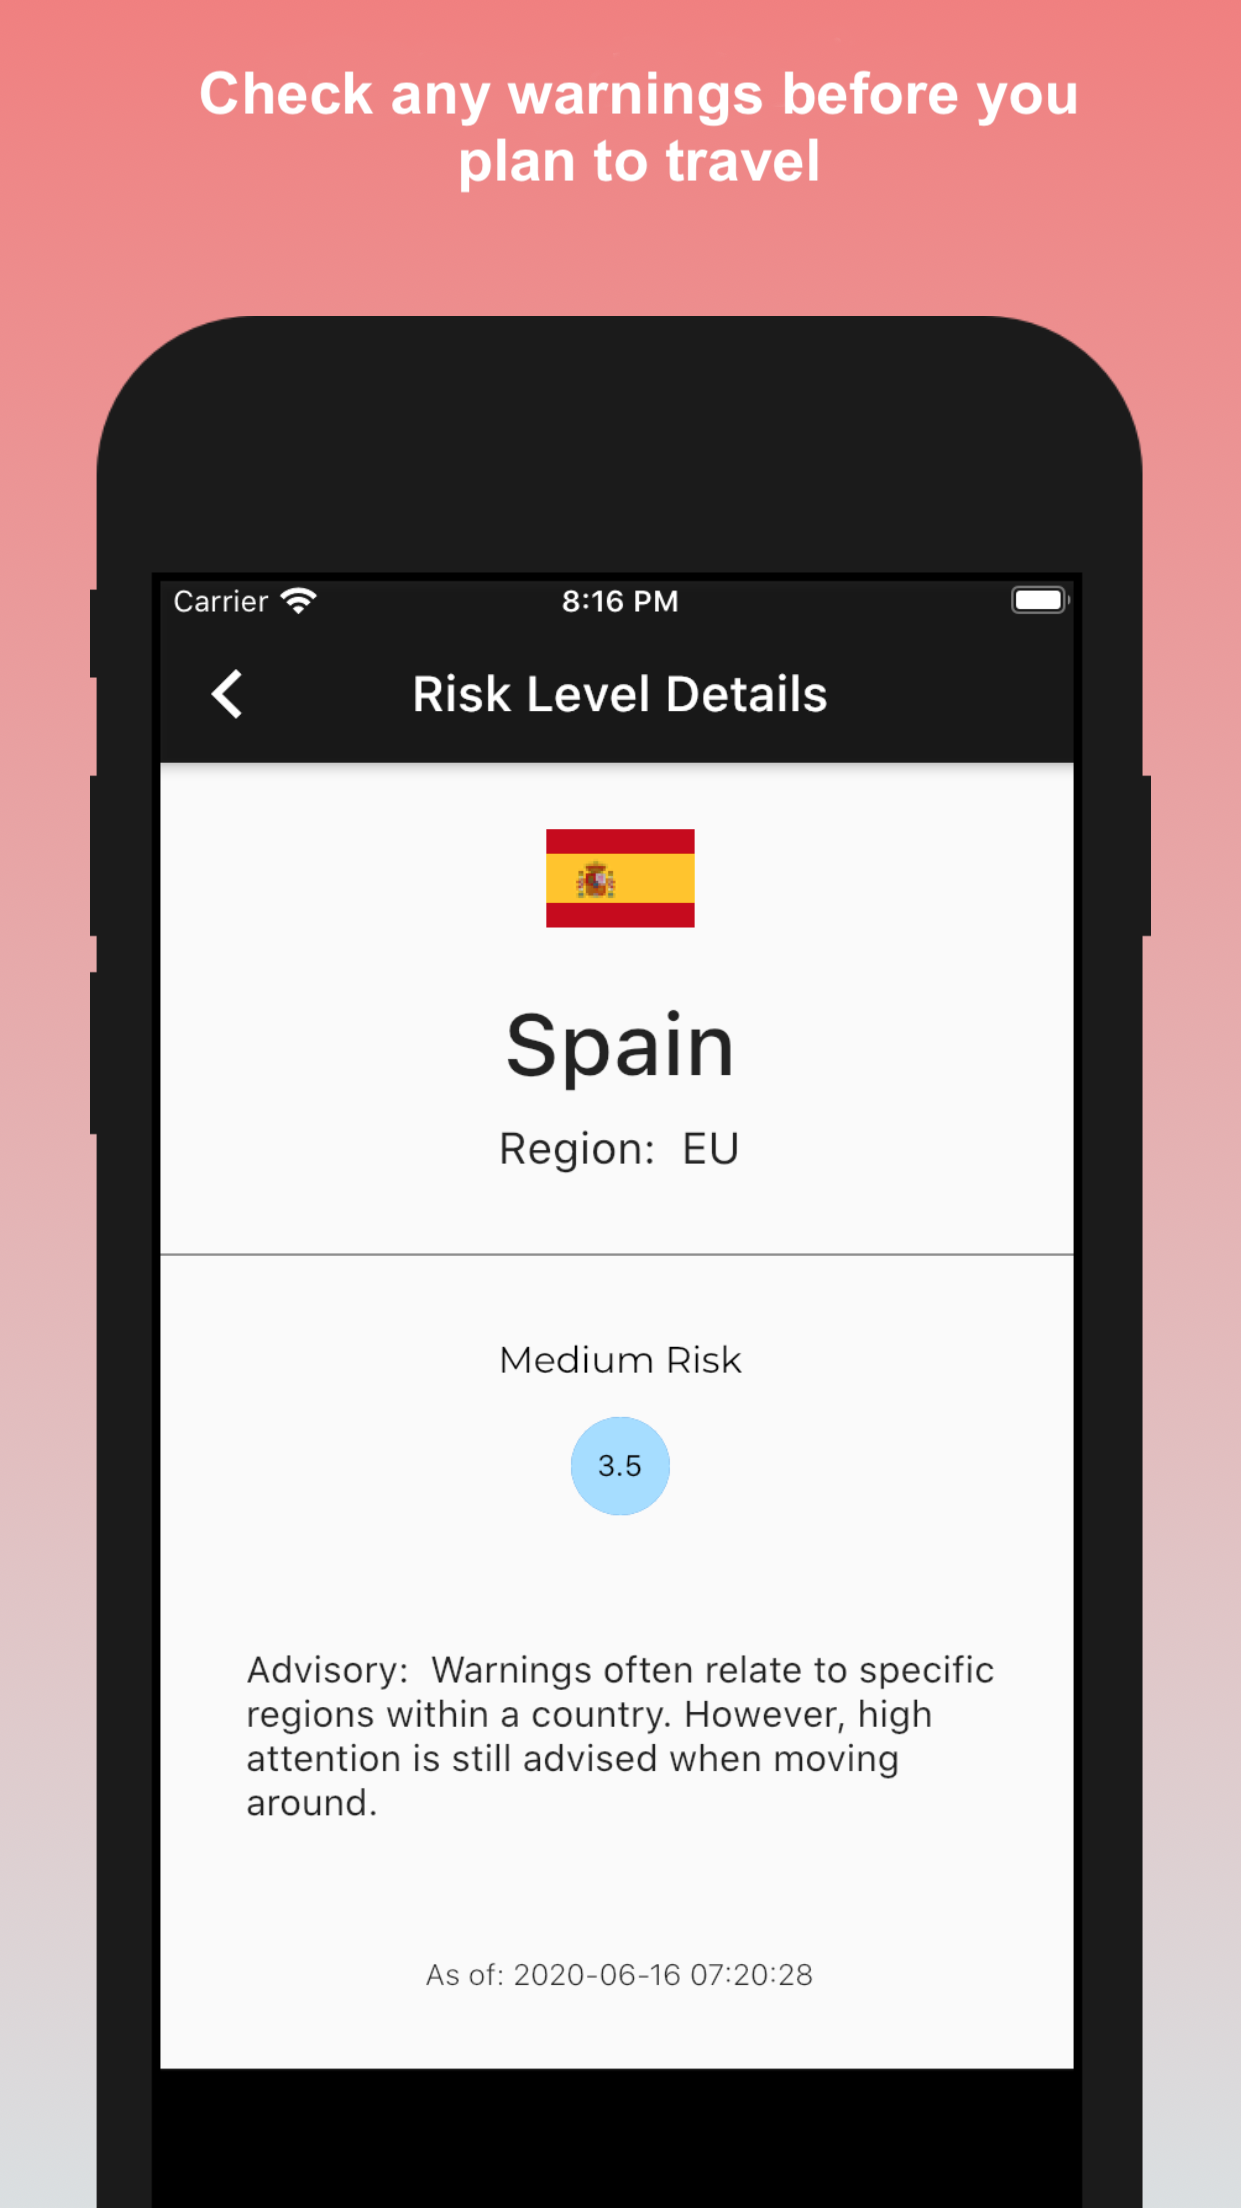 Check any warnings before you
plan to travel
Carrier 8:16 PM
Risk Level Details
Spain
Region:  EU
Medium Risk
3.5
Advisory:  Warnings often relate to specific
regions within a country. However, high
attention is still advised when moving
around.
As of: 2020-06-16 07:20:28